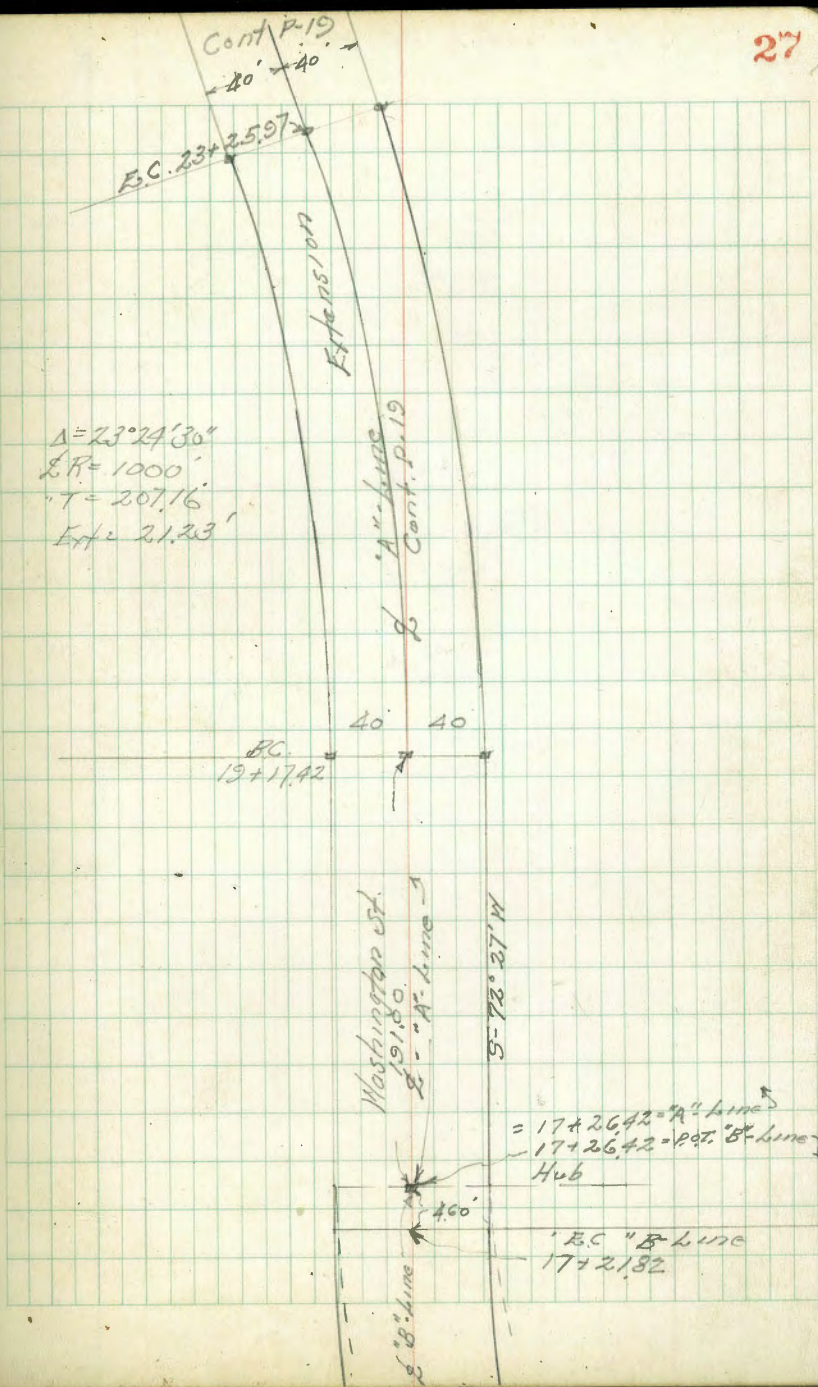 27
Cont P-19
40' 40'
E.C. 23+25.97
Extension
Δ=23°24'30"
℄ R= 1000'
" T= 207.16'
Ext= 21.23'
℄ "A"-Line
Cont. P.19
40 40
B.C.
19+17.42
Washington St.
191.80
℄ - "A"-Line
S-72°27'W
= 17+26.42="A"-Line
17+26.42=P.O.T. "B"-Line
Hub
4.60'
E.C "B"-Line
17+21.82
℄ "B"-Line